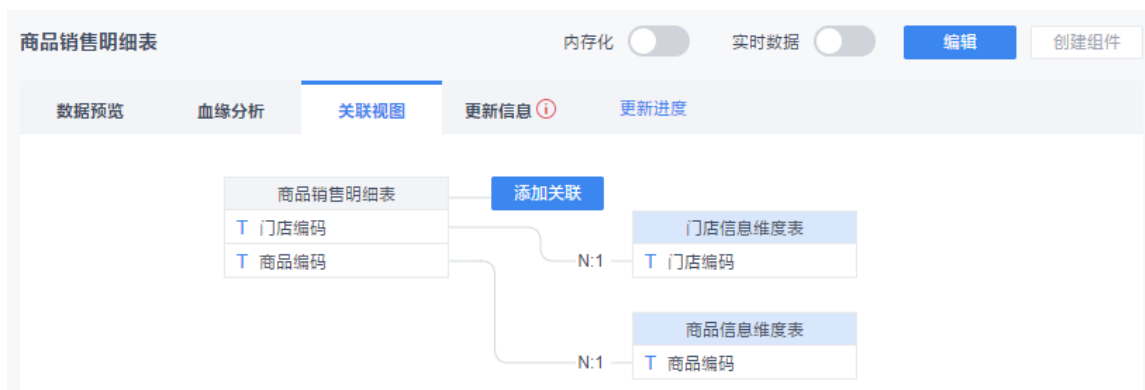 商品销售明细表 内存化 实时数据 编辑 创建组件
数据预览 血缘分析 关联视图 更新信息 更新进度
商品销售明细表 添加关联
T 门店编码 门店信息维度表
T 商品编码 N:1 T 门店编码
商品信息维度表
N:1 T 商品编码